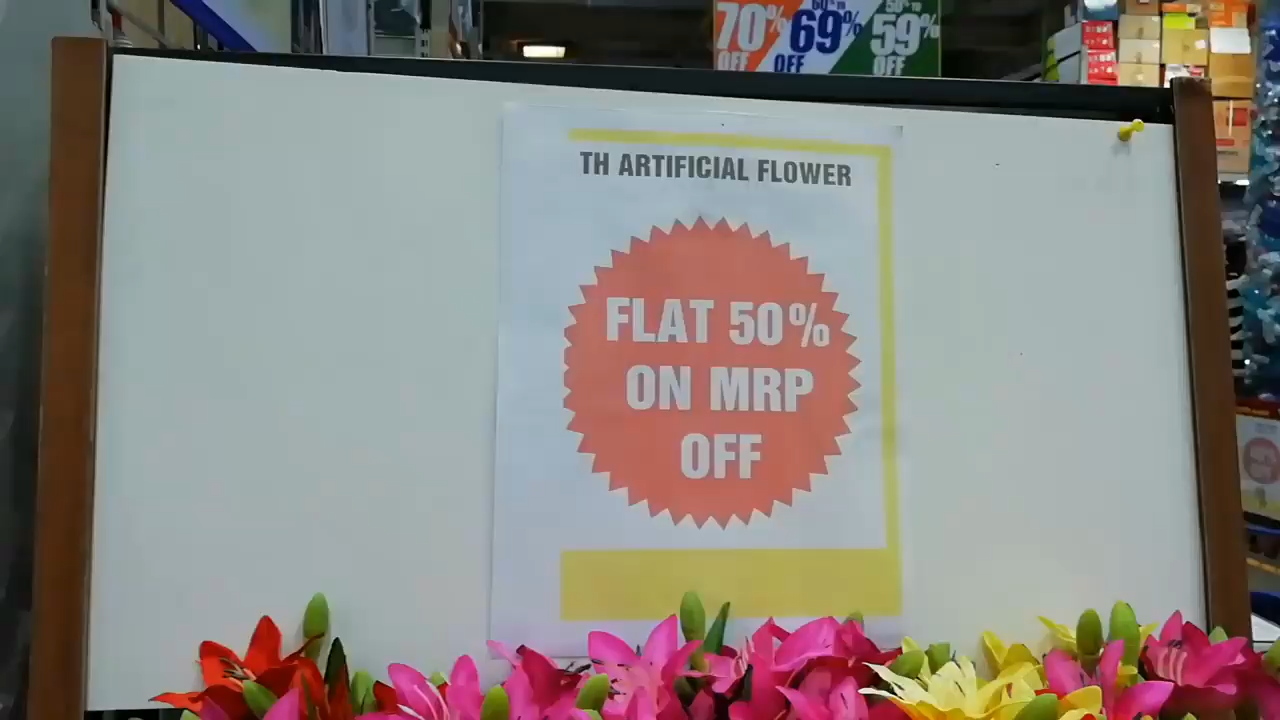 70% 69% 59%
OFF OFF OFF
TH ARTIFICIAL FLOWER
FLAT 50%
ON MRP
OFF